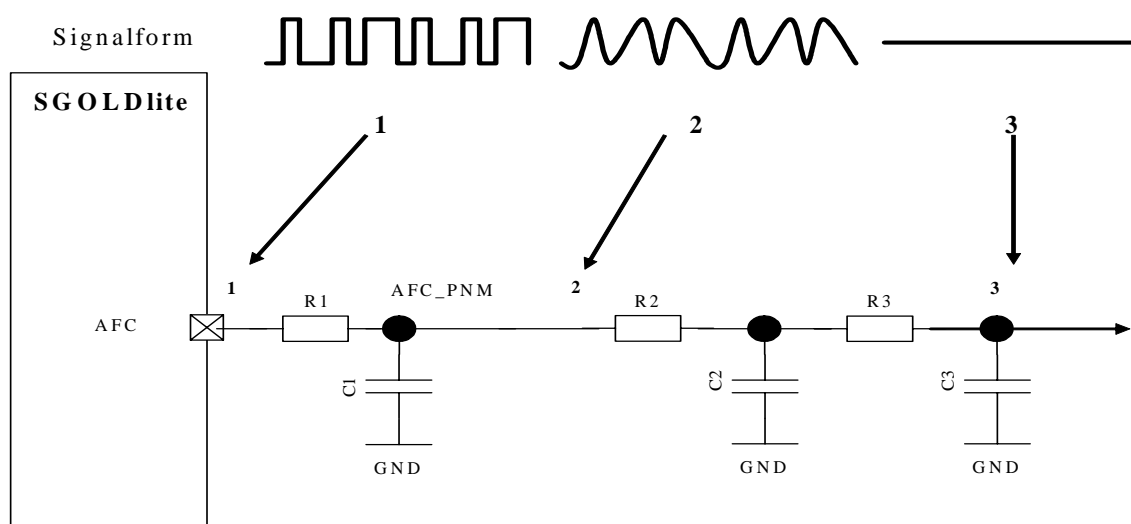 Signalform
SGOLDlite
1 2 3
1 AFC_PNM 2 3
R1 R2 R3
AFC
C1 C2 C3
GND GND GND